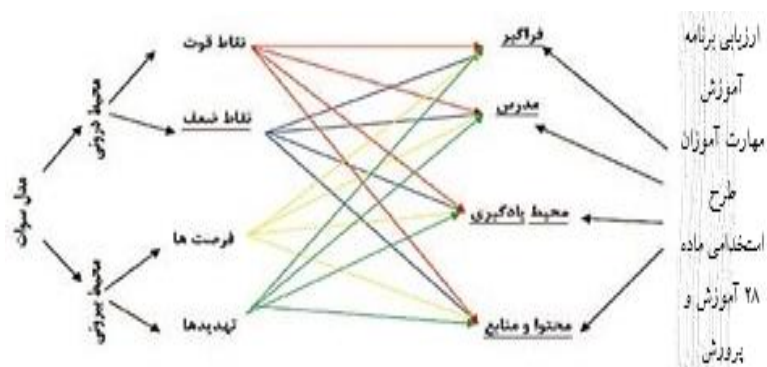 ارزیابی برنامه
آموزش
مهارت آموزان
طرح
استخدامی ماده
۲۸ آموزش و
پرورش
فراگیر
مدرس
محیط یادگیری
محتوا و منابع
نقاط قوت
نقاط ضعف
فرصت ها
تهدیدها
محیط درونی
محیط بیرونی
مدل سوات